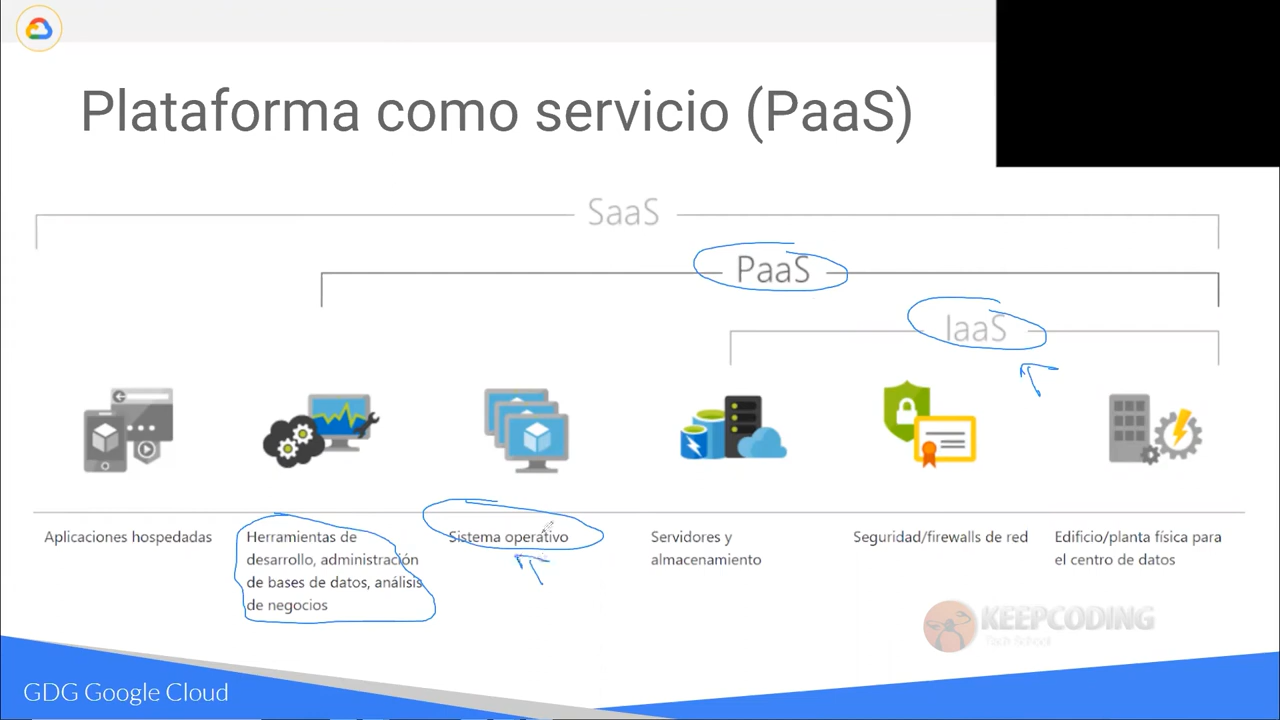 Plataforma como servicio (PaaS)
SaaS
PaaS
IaaS
Aplicaciones hospedadas
Herramientas de
desarrollo, administración
de bases de datos, análisis
de negocios
Sistema operativo
Servidores y
almacenamiento
Seguridad/firewalls de red
Edificio/planta física para
el centro de datos
KEEPCODING
Tech School
GDG Google Cloud